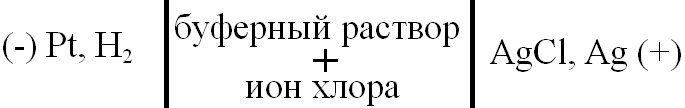 (-) Pt, H₂
буферный раствор
+
ион хлора
AgCl, Ag (+)